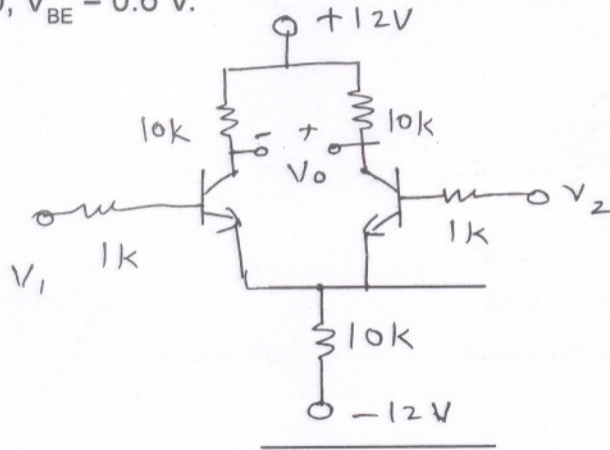 , V_BE = 0.6 V.
+12V
10k - + 10k
Vo
1k 1k V2
V1
10k
-12V